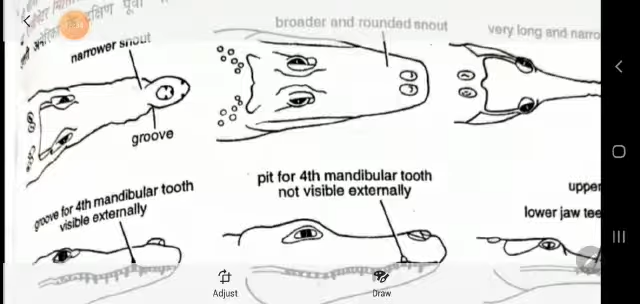 के दक्षिण पूर्वी
broader and rounded snout
very long and narro
narrower snout
groove
groove for 4th mandibular tooth
visible externally
pit for 4th mandibular tooth
not visible externally
upper
lower jaw tee
Adjust
Draw